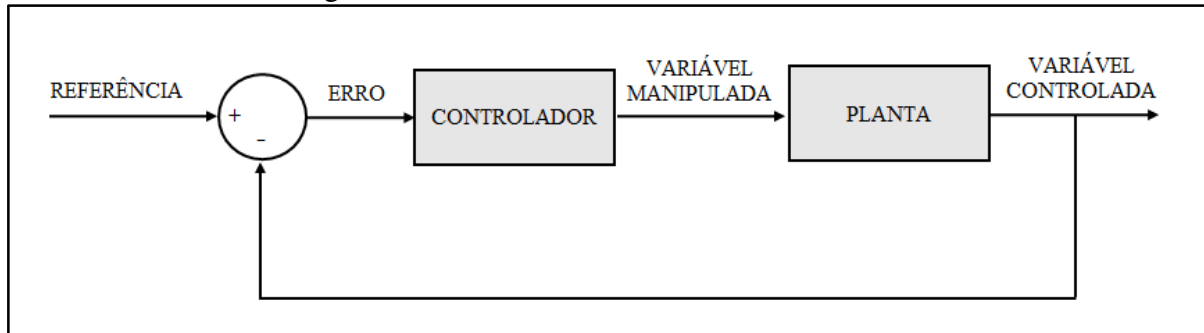 REFERÊNCIA
+
-
ERRO
CONTROLADOR
VARIÁVEL
MANIPULADA
PLANTA
VARIÁVEL
CONTROLADA